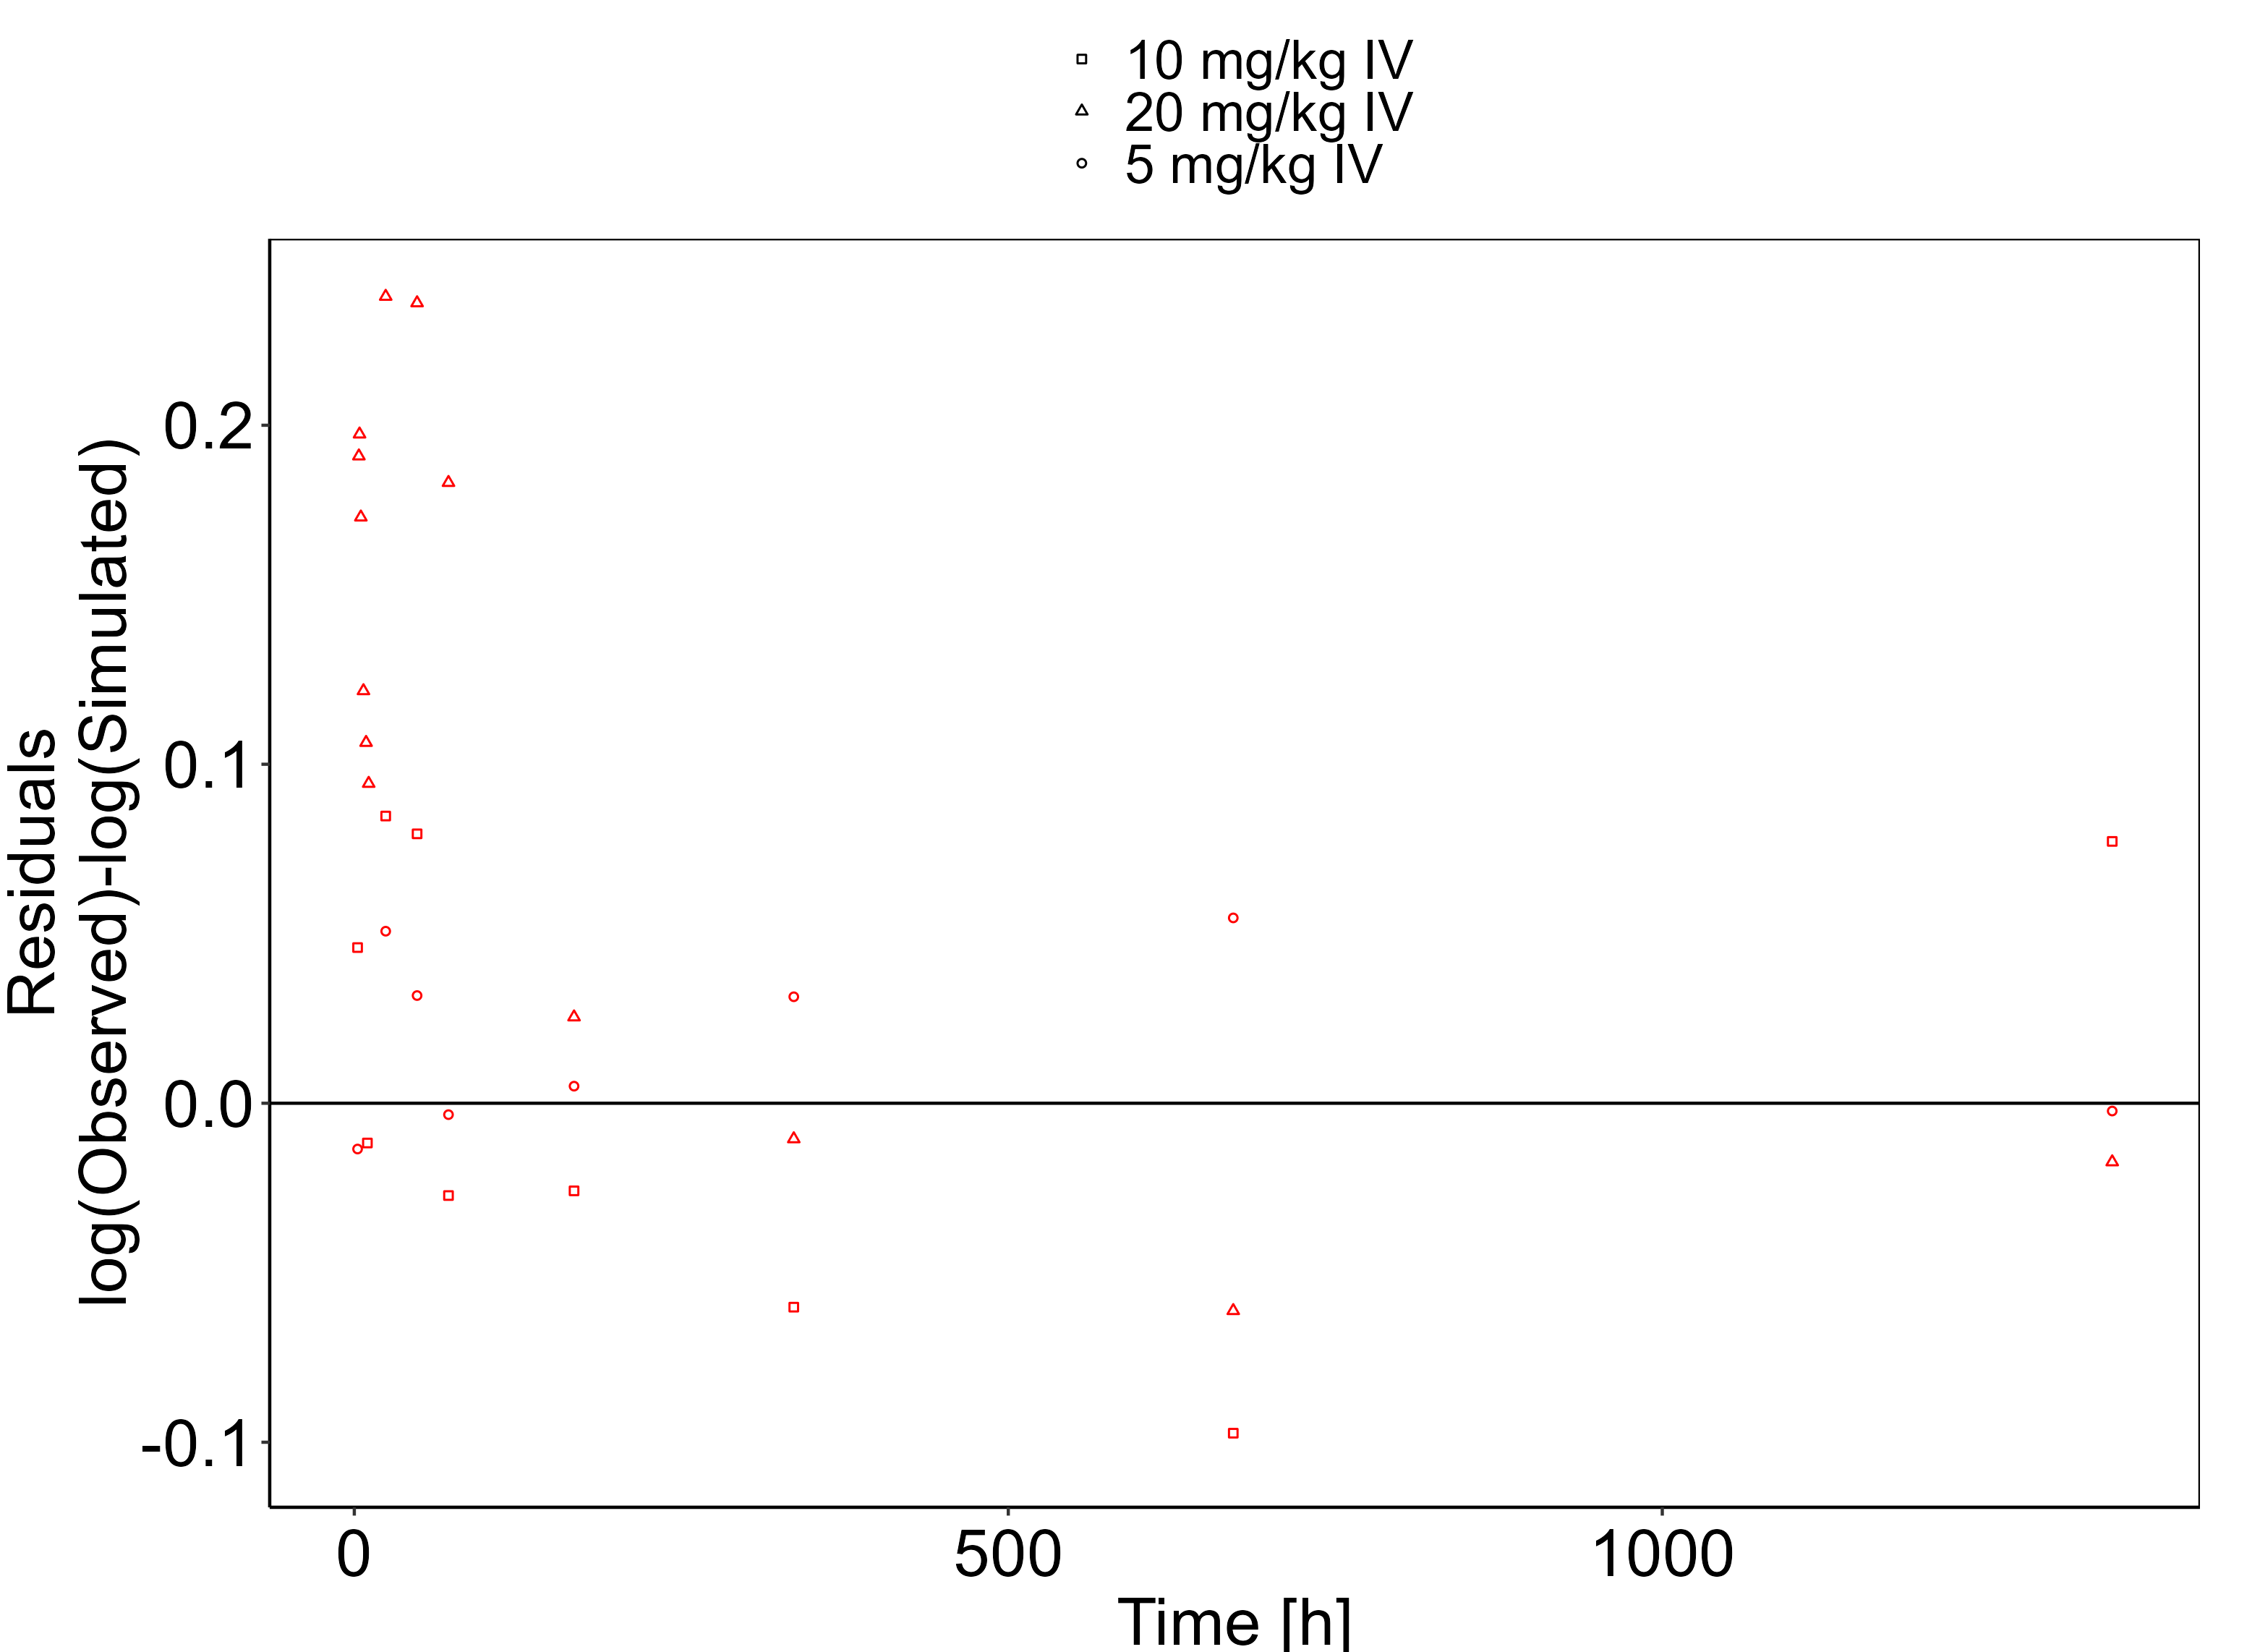 10 mg/kg IV
20 mg/kg IV
5 mg/kg IV
Residuals
log(Observed)-log(Simulated)
0.2
0.1
0.0
-0.1
0
500
1000
Time [h]